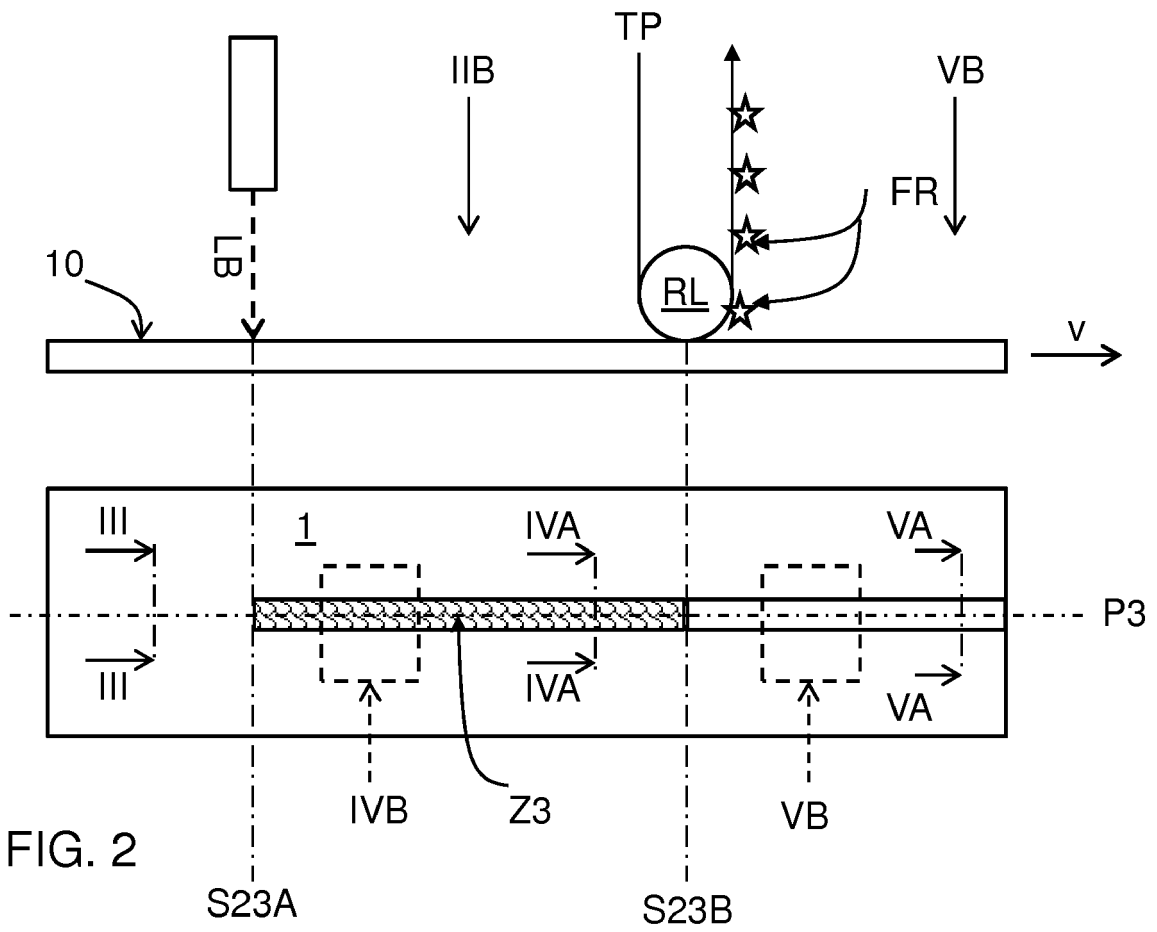 TP
IIB
VB
FR
LB
10
RL
v
III
1
IVA
VA
P3
III
IVA
VA
IVB
Z3
VB
FIG. 2
S23A
S23B